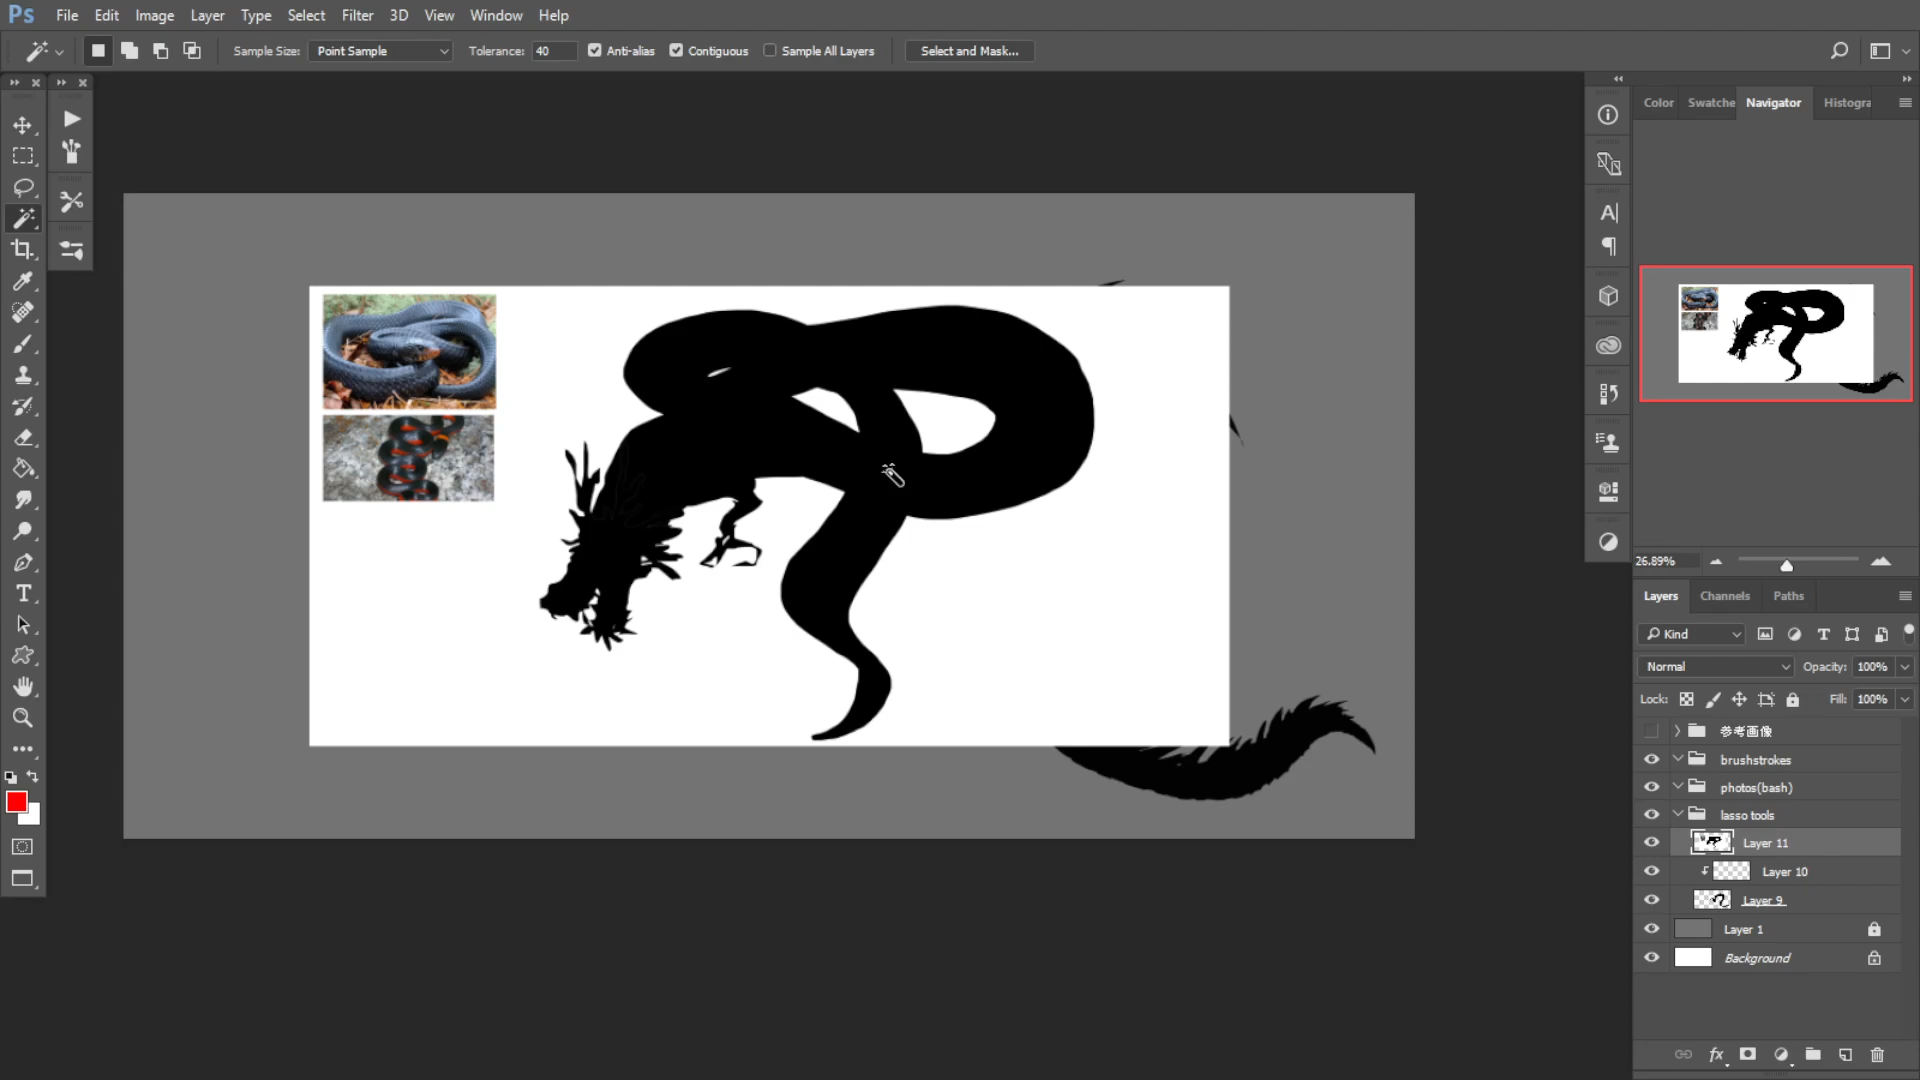 Ps File Edit Image Layer Type Select Filter 3D View Window Help
Sample Size: Point Sample Tolerance: 40 Anti-alias Contiguous Sample All Layers Select and Mask...
Color Swatche Navigator Histogra
26.89%
Layers Channels Paths
Kind
Normal Opacity: 100%
Lock: Fill: 100%
参考画像
brushstrokes
photos(bash)
lasso tools
Layer 11
Layer 10
Layer 9
Layer 1
Background
fx